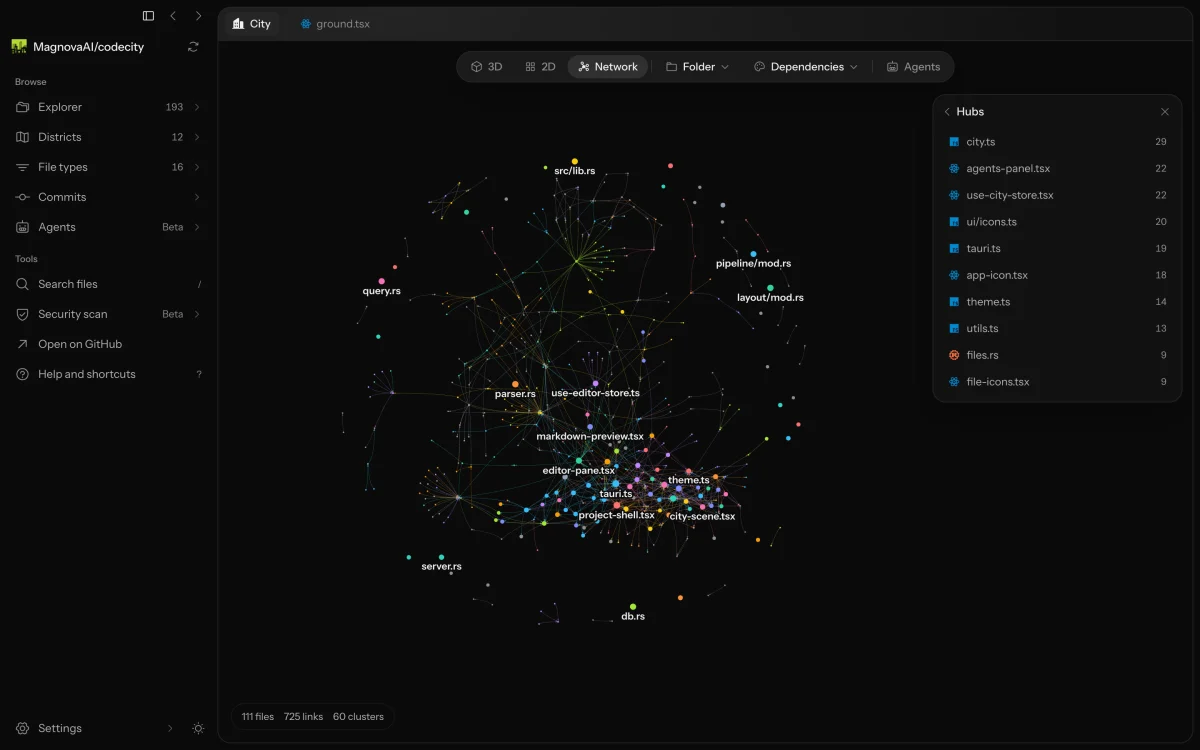 City
ground.tsx
MagnovaAI/codecity
3D
2D
Network
Folder
Dependencies
Agents
Browse
Explorer 193
Districts 12
File types 16
Commits
Agents Beta
Tools
Search files /
Security scan Beta
Open on GitHub
Help and shortcuts ?
Settings
Hubs
city.ts 29
agents-panel.tsx 22
use-city-store.tsx 22
ui/icons.ts 20
tauri.ts 19
app-icon.tsx 18
theme.ts 14
utils.ts 13
files.rs 9
file-icons.tsx 9
src/lib.rs
pipeline/mod.rs
query.rs
layout/mod.rs
parser.rs
use-editor-store.ts
markdown-preview.tsx
editor-pane.tsx
theme.ts
tauri.ts
project-shell.tsx
city-scene.tsx
server.rs
db.rs
111 files 725 links 60 clusters